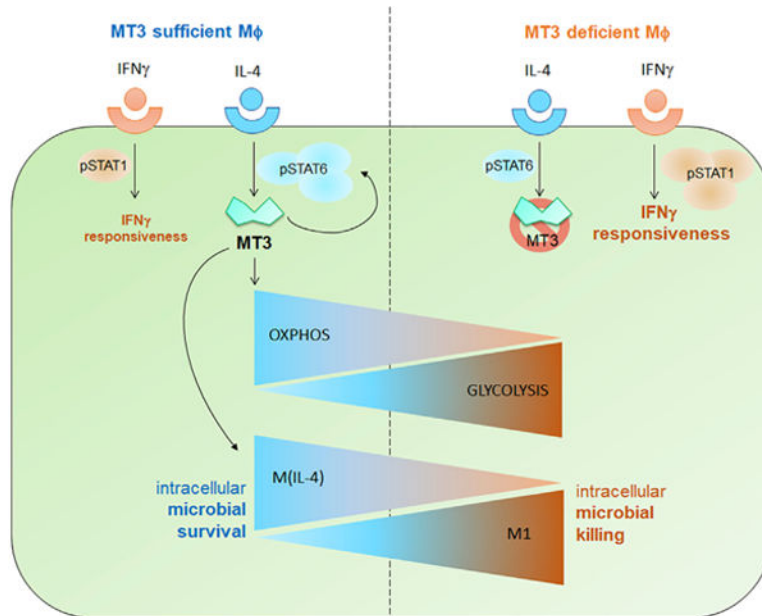 MT3 sufficient Mϕ
MT3 deficient Mϕ
IFNγ
IL-4
IL-4
IFNγ
pSTAT1
pSTAT6
pSTAT6
pSTAT1
IFNγ
responsiveness
MT3
MT3
IFNγ
responsiveness
OXPHOS
GLYCOLYSIS
M(IL-4)
intracellular
microbial
survival
M1
intracellular
microbial
killing